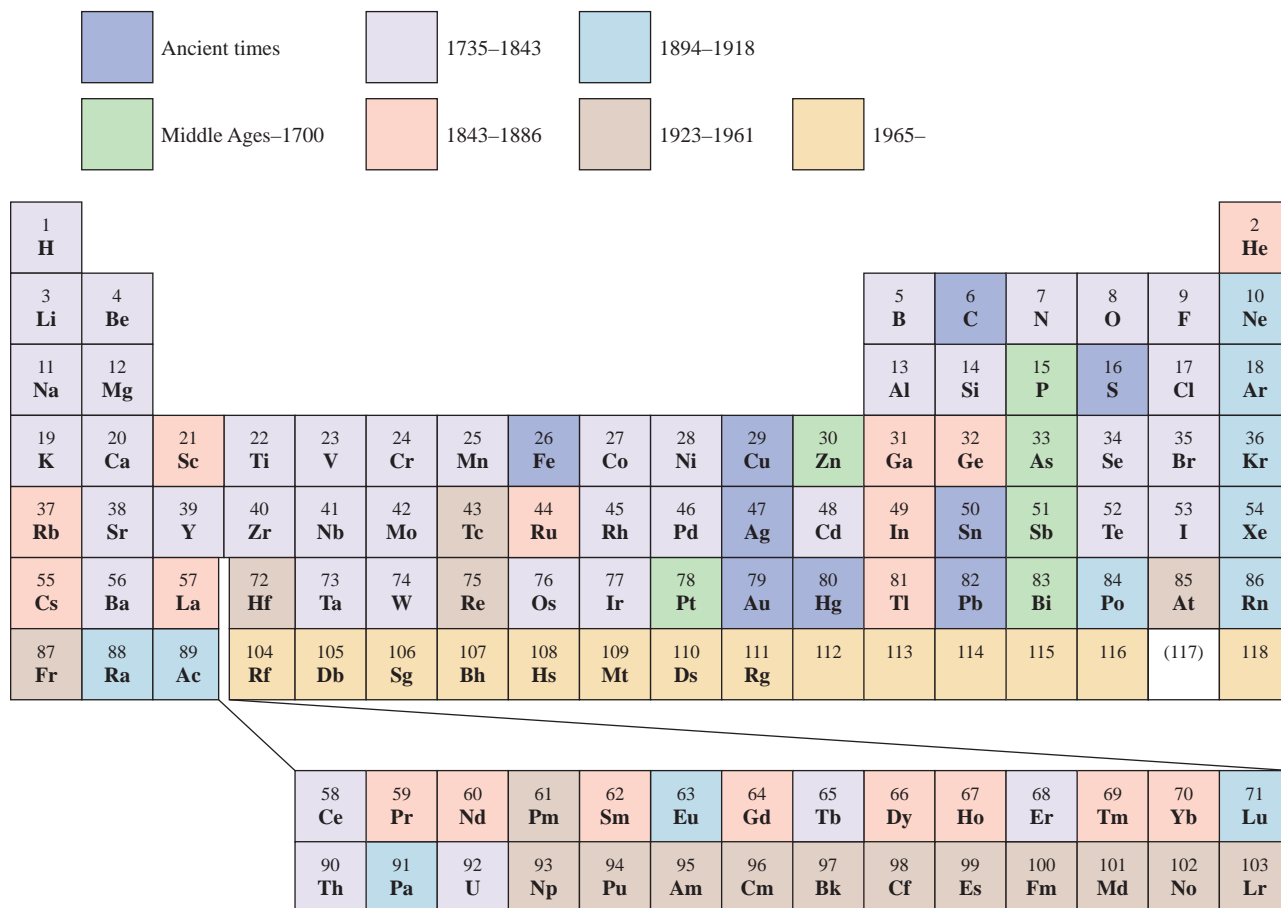 Ancient times 1735–1843 1894–1918
Middle Ages–1700 1843–1886 1923–1961 1965–
1 2
H He
3 4 5 6 7 8 9 10
Li Be B C N O F Ne
11 12 13 14 15 16 17 18
Na Mg Al Si P S Cl Ar
19 20 21 22 23 24 25 26 27 28 29 30 31 32 33 34 35 36
K Ca Sc Ti V Cr Mn Fe Co Ni Cu Zn Ga Ge As Se Br Kr
37 38 39 40 41 42 43 44 45 46 47 48 49 50 51 52 53 54
Rb Sr Y Zr Nb Mo Tc Ru Rh Pd Ag Cd In Sn Sb Te I Xe
55 56 57 72 73 74 75 76 77 78 79 80 81 82 83 84 85 86
Cs Ba La Hf Ta W Re Os Ir Pt Au Hg Tl Pb Bi Po At Rn
87 88 89 104 105 106 107 108 109 110 111 112 113 114 115 116 (117) 118
Fr Ra Ac Rf Db Sg Bh Hs Mt Ds Rg
58 59 60 61 62 63 64 65 66 67 68 69 70 71
Ce Pr Nd Pm Sm Eu Gd Tb Dy Ho Er Tm Yb Lu
90 91 92 93 94 95 96 97 98 99 100 101 102 103
Th Pa U Np Pu Am Cm Bk Cf Es Fm Md No Lr